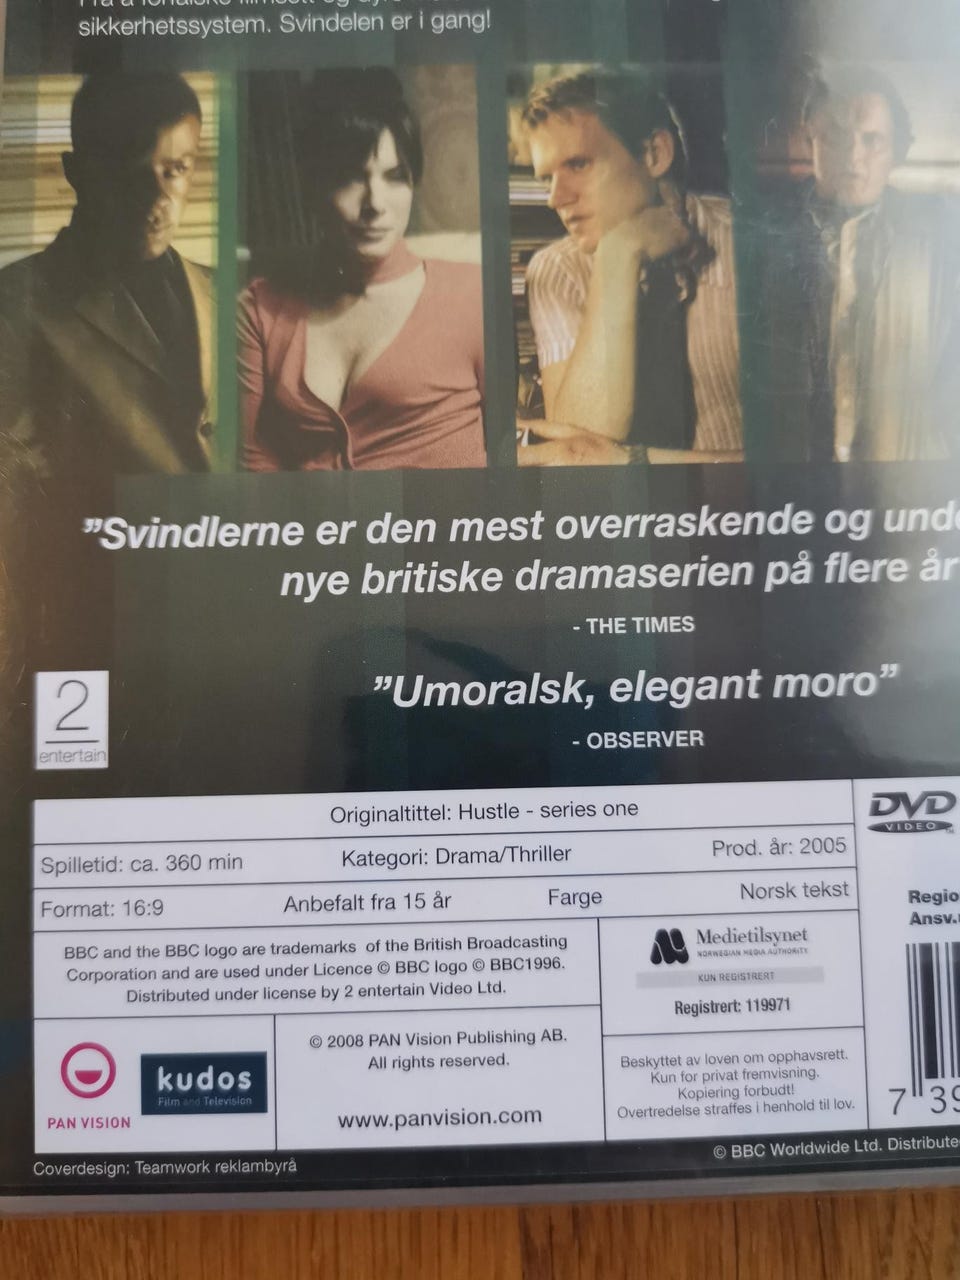 sikkerhetssystem. Svindelen er i gang!
"Svindlerne er den mest overraskende og
nye britiske dramaserien på flere år
- THE TIMES
"Umoralsk, elegant moro"
- OBSERVER
2
entertain
Originaltittel: Hustle - series one
Spilletid: ca. 360 min
Kategori: Drama/Thriller
Prod. år: 2005
Format: 16:9
Anbefalt fra 15 år
Farge
Norsk tekst
DVD
VIDEO
Ansv.
BBC and the BBC logo are trademarks of the British Broadcasting
Corporation and are used under Licence © BBC logo © BBC1996.
Distributed under license by 2 entertain Video Ltd.
Medietilsynet
NORWEGIAN MEDIA AUTHORITY
KUN REGISTRERT
Registrert: 119971
PAN VISION
kudos
Film and Television
© 2008 PAN Vision Publishing AB.
All rights reserved.
www.panvision.com
Beskyttet av loven om opphavsrett.
Kun for privat fremvisning.
Kopiering forbudt!
Overtredelse straffes i henhold til lov.
7 39
Coverdesign: Teamwork reklambyrå
© BBC Worldwide Ltd.